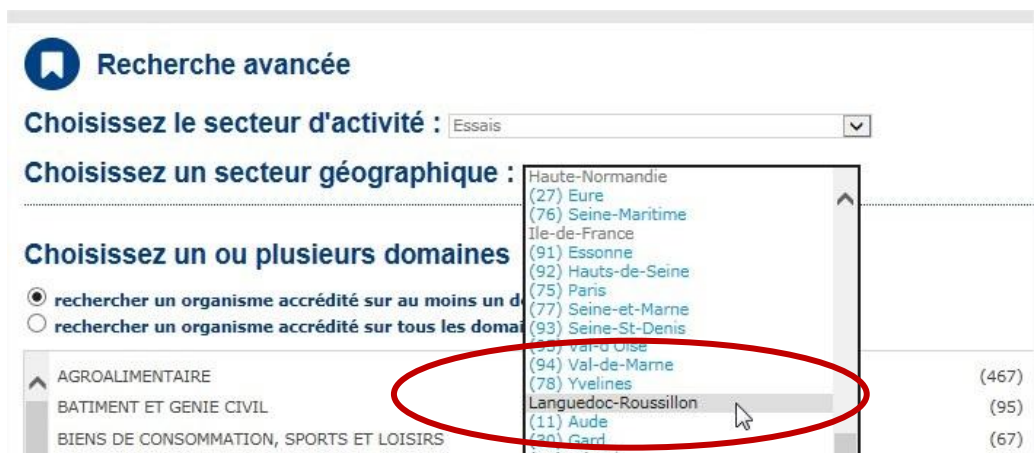 Recherche avancée
Choisissez le secteur d'activité : Essais
Choisissez un secteur géographique :
Haute-Normandie
(27) Eure
(76) Seine-Maritime
Ile-de-France
(91) Essonne
(92) Hauts-de-Seine
(75) Paris
(77) Seine-et-Marne
(93) Seine-St-Denis
(95) Val-d'Oise
(94) Val-de-Marne
(78) Yvelines
Languedoc-Roussillon
(11) Aude
(30) Gard
Choisissez un ou plusieurs domaines
rechercher un organisme accrédité sur au moins un
rechercher un organisme accrédité sur tous les
AGROALIMENTAIRE (467)
BATIMENT ET GENIE CIVIL (95)
BIENS DE CONSOMMATION, SPORTS ET LOISIRS (67)